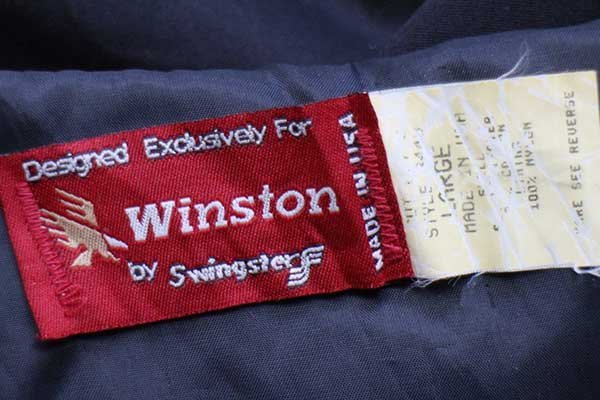 Designed Exclusively For
Winston
by Swingster
MADE IN USA
STYLE
LARGE
MADE IN U.S.A
100% NYLON
SEE REVERSE